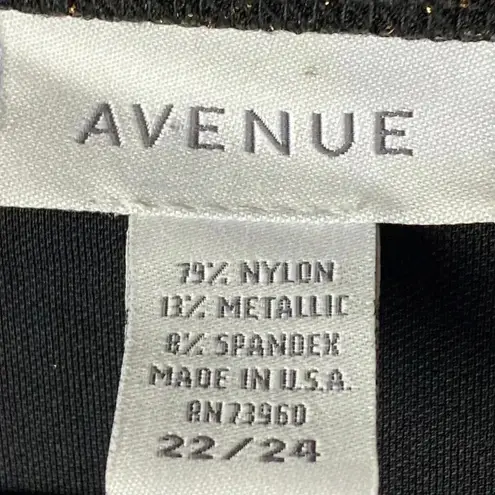 AVENUE
79% NYLON
13% METALLIC
8% SPANDEX
MADE IN U.S.A.
RN73960
22/24